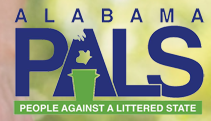 ALABAMA
PALS
PEOPLE AGAINST A LITTERED STATE